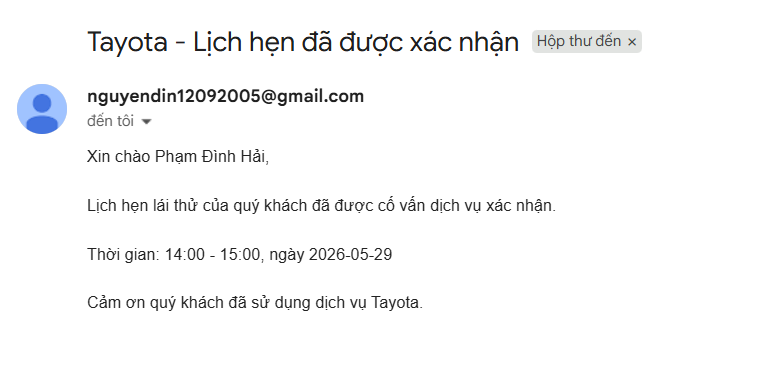 Tayota - Lịch hẹn đã được xác nhận Hộp thư đến ×
nguyendin12092005@gmail.com
đến tôi
Xin chào Phạm Đình Hải,
Lịch hẹn lái thử của quý khách đã được cố vấn dịch vụ xác nhận.
Thời gian: 14:00 - 15:00, ngày 2026-05-29
Cảm ơn quý khách đã sử dụng dịch vụ Tayota.